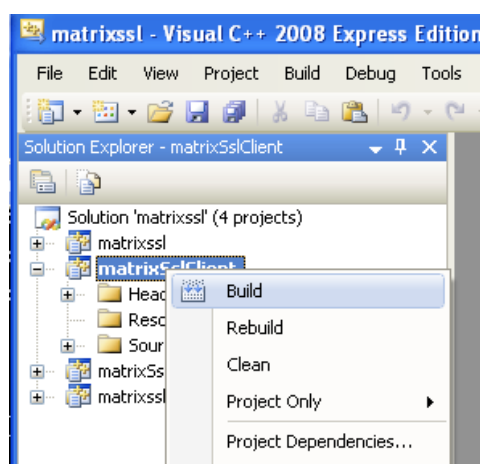 matrixssl - Visual C++ 2008 Express Edition
File Edit View Project Build Debug Tools
Solution Explorer - matrixSslClient
Solution 'matrixssl' (4 projects)
matrixssl
matrixSslClient
Build
Rebuild
Clean
Project Only
Project Dependencies...
matrixssl